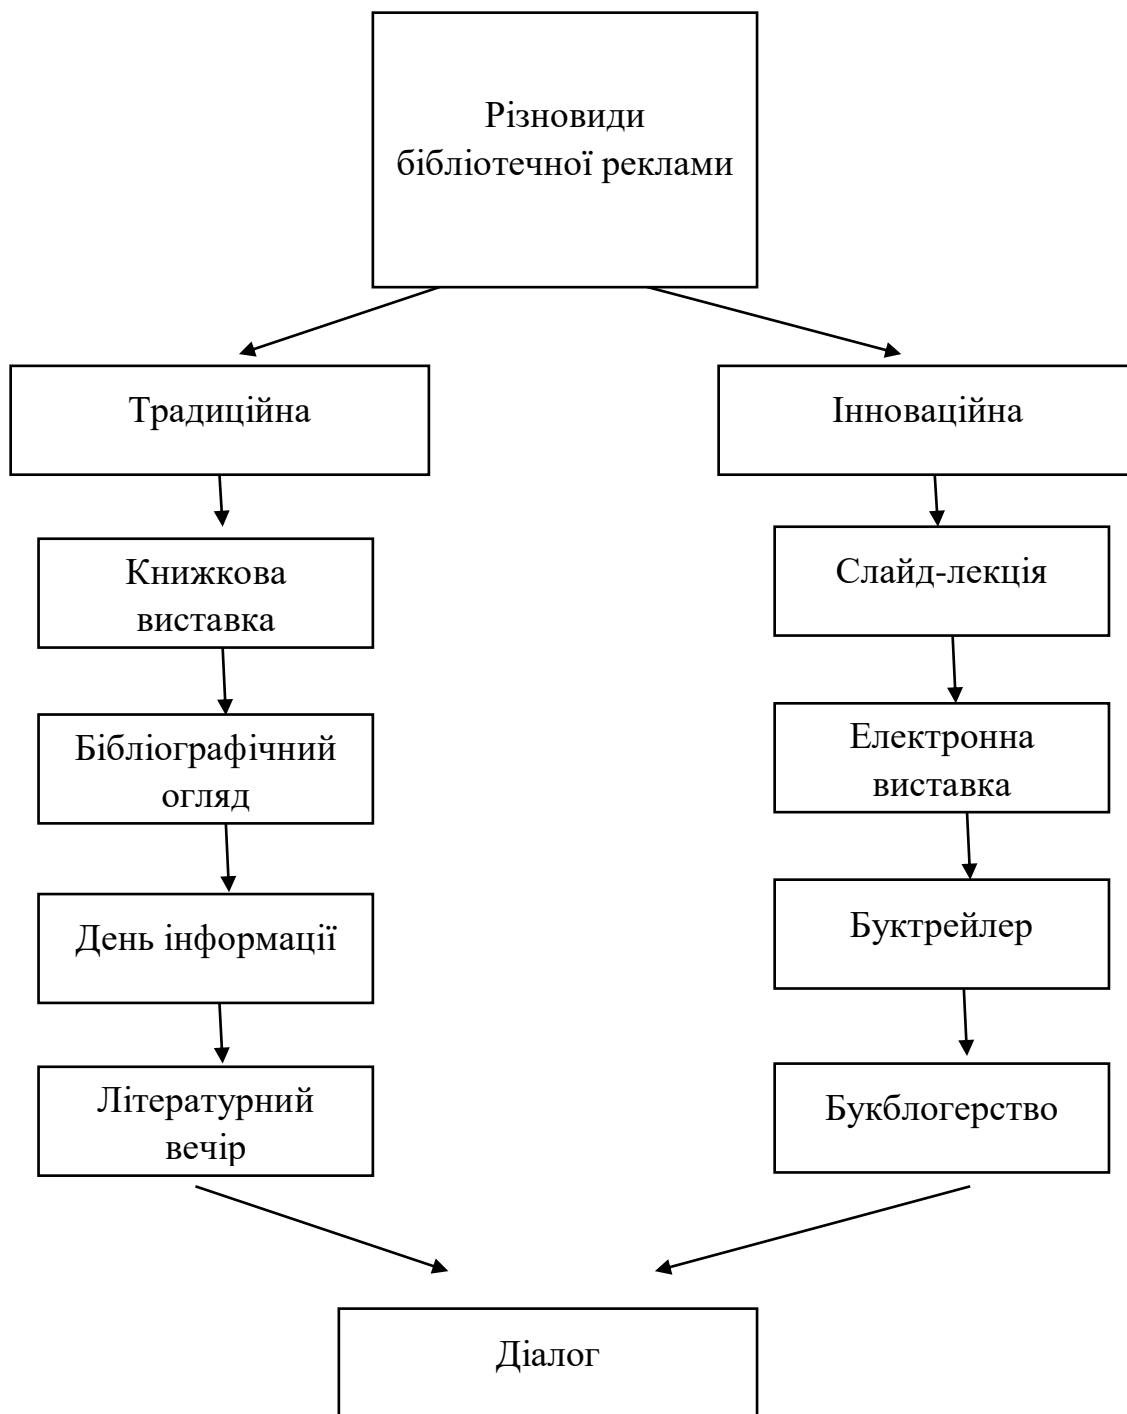 Різновиди
бібліотечної реклами
Традиційна
Інноваційна
Книжкова
виставка
Слайд-лекція
Бібліографічний
огляд
Електронна
виставка
День інформації
Буктрейлер
Літературний
вечір
Букблогерство
Діалог